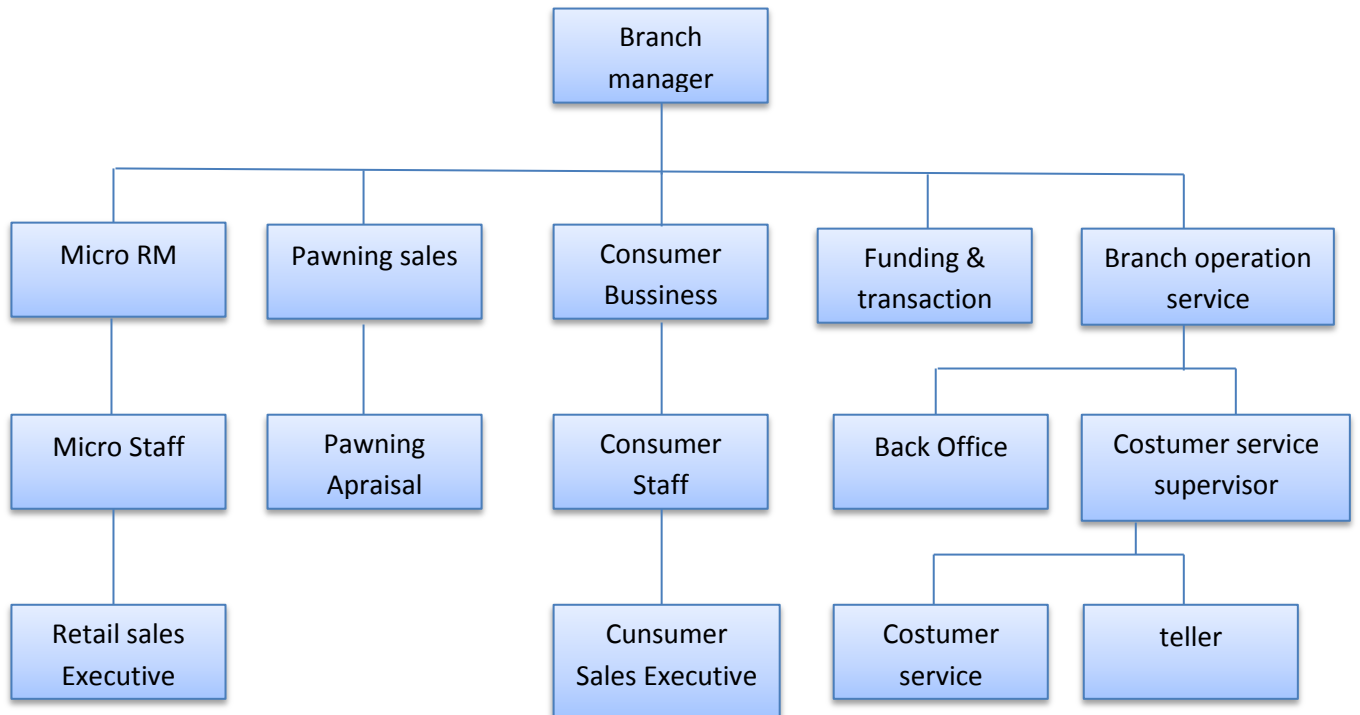 Branch
manager
Micro RM
Pawning sales
Consumer
Bussiness
Funding &
transaction
Branch operation
service
Micro Staff
Pawning
Apraisal
Consumer
Staff
Back Office
Costumer service
supervisor
Retail sales
Executive
Cunsumer
Sales Executive
Costumer
service
teller